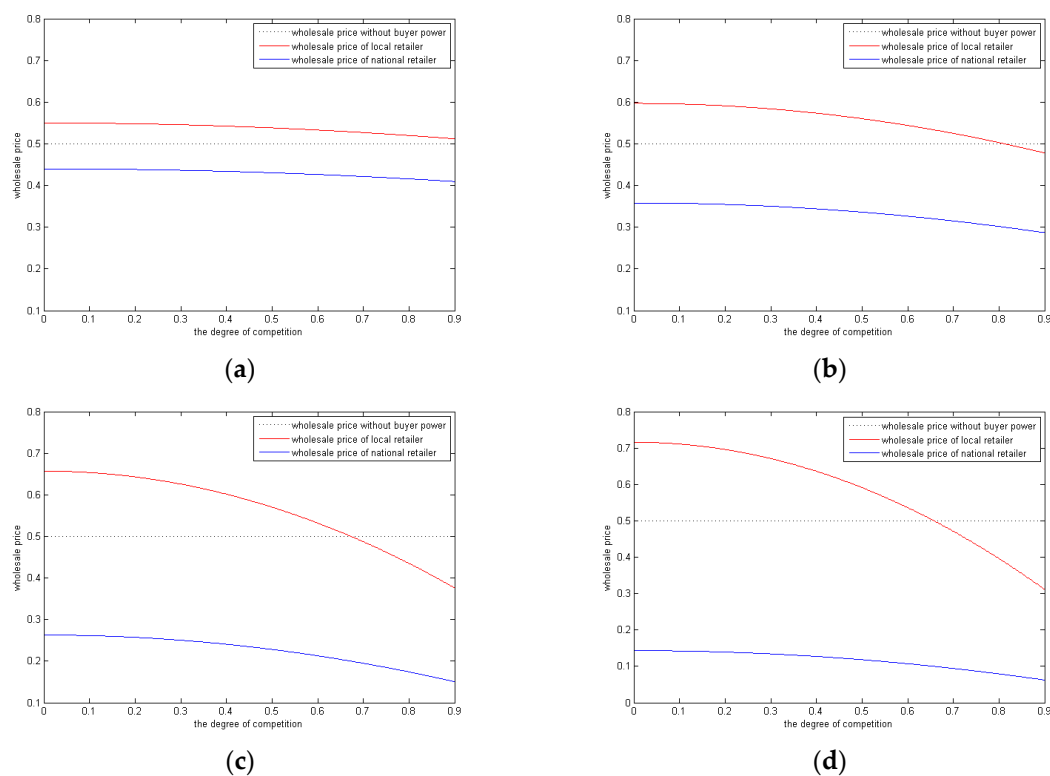 0.8
wholesale price without buyer power
wholesale price of local retailer
wholesale price of national retailer
0.7
0.6
0.5
0.4
0.3
0.2
0.1
wholesale price
0 0.1 0.2 0.3 0.4 0.5 0.6 0.7 0.8 0.9
the degree of competition
(a)
0.8
wholesale price without buyer power
wholesale price of local retailer
wholesale price of national retailer
0.7
0.6
0.5
0.4
0.3
0.2
0.1
wholesale price
0 0.1 0.2 0.3 0.4 0.5 0.6 0.7 0.8 0.9
the degree of competition
(b)
0.8
wholesale price without buyer power
wholesale price of local retailer
wholesale price of national retailer
0.7
0.6
0.5
0.4
0.3
0.2
0.1
wholesale price
0 0.1 0.2 0.3 0.4 0.5 0.6 0.7 0.8 0.9
the degree of competition
(c)
0.8
wholesale price without buyer power
wholesale price of local retailer
wholesale price of national retailer
0.7
0.6
0.5
0.4
0.3
0.2
0.1
0
wholesale price
0 0.1 0.2 0.3 0.4 0.5 0.6 0.7 0.8 0.9
the degree of competition
(d)